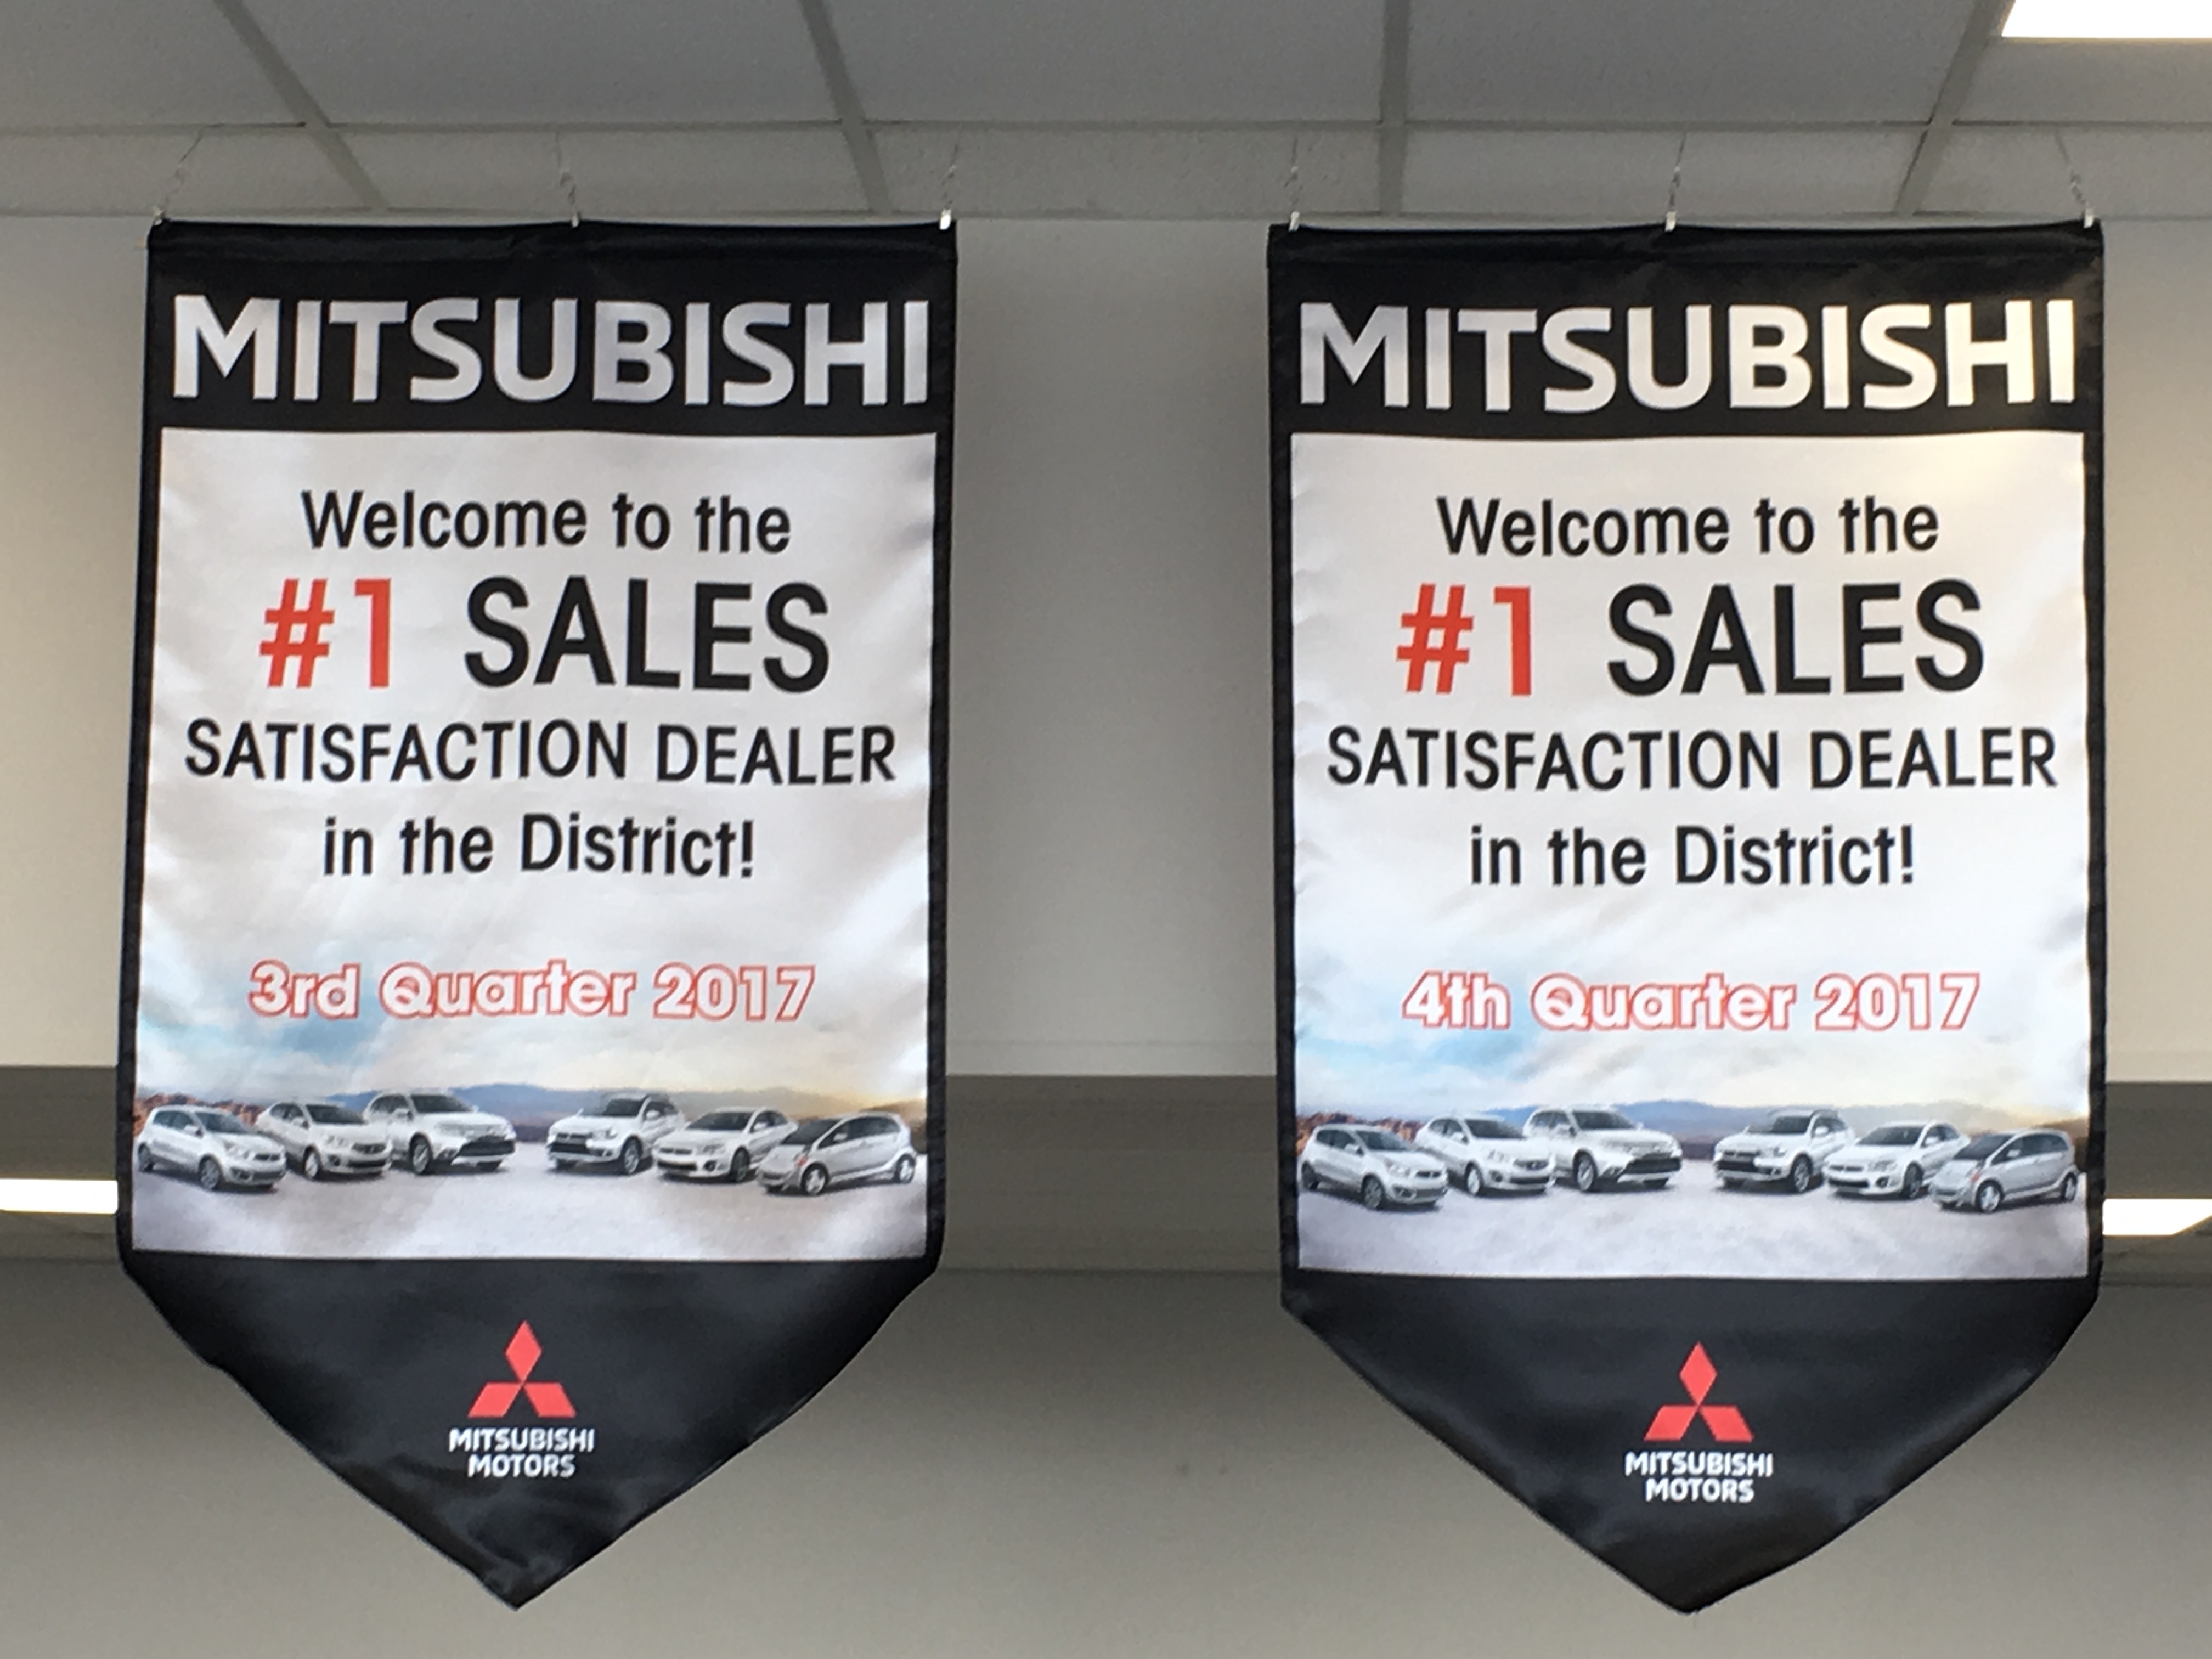 MITSUBISHI
Welcome to the
#1 SALES
SATISFACTION DEALER
in the District!
3rd Quarter 2017
MITSUBISHI
MOTORS
MITSUBISHI
Welcome to the
#1 SALES
SATISFACTION DEALER
in the District!
4th Quarter 2017
MITSUBISHI
MOTORS